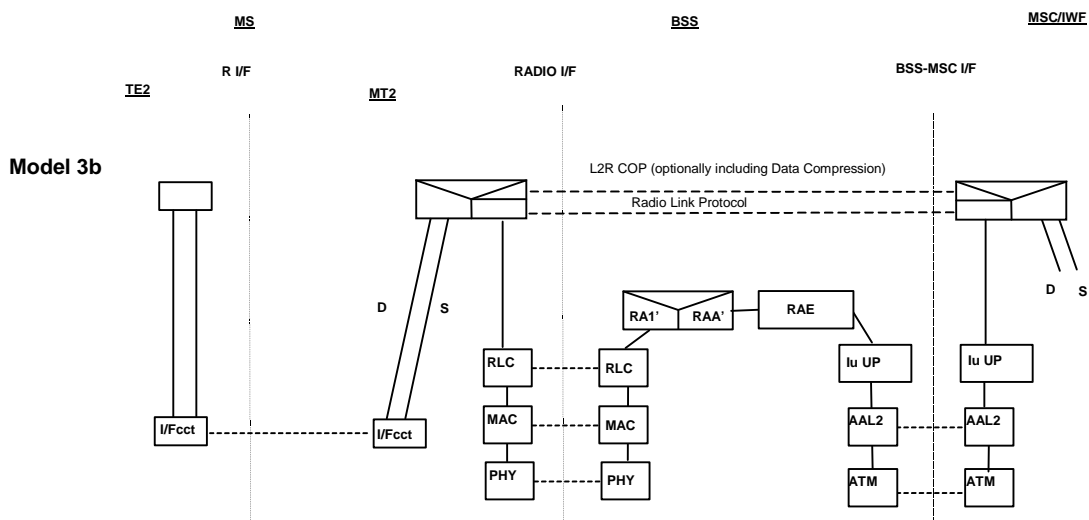 MS
BSS
MSC/IWF
R I/F
RADIO I/F
BSS-MSC I/F
TE2
MT2
Model 3b
L2R COP (optionally including Data Compression)
Radio Link Protocol
D
S
D
S
RA1’
RAA’
RAE
RLC
RLC
Iu UP
Iu UP
I/Fcct
I/Fcct
MAC
MAC
AAL2
AAL2
PHY
PHY
ATM
ATM